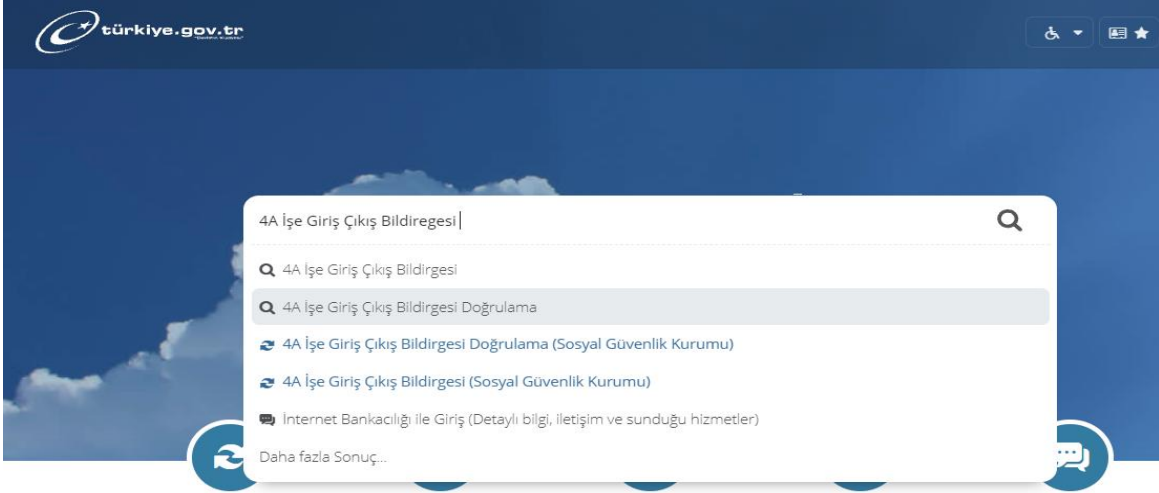 türkiye.gov.tr
4A İşe Giriş Çıkış Bildiregesi
4A İşe Giriş Çıkış Bildirgesi
4A İşe Giriş Çıkış Bildirgesi Doğrulama
4A İşe Giriş Çıkış Bildirgesi Doğrulama (Sosyal Güvenlik Kurumu)
4A İşe Giriş Çıkış Bildirgesi (Sosyal Güvenlik Kurumu)
İnternet Bankacılığı ile Giriş (Detaylı bilgi, iletişim ve sunduğu hizmetler)
Daha fazla Sonuç...